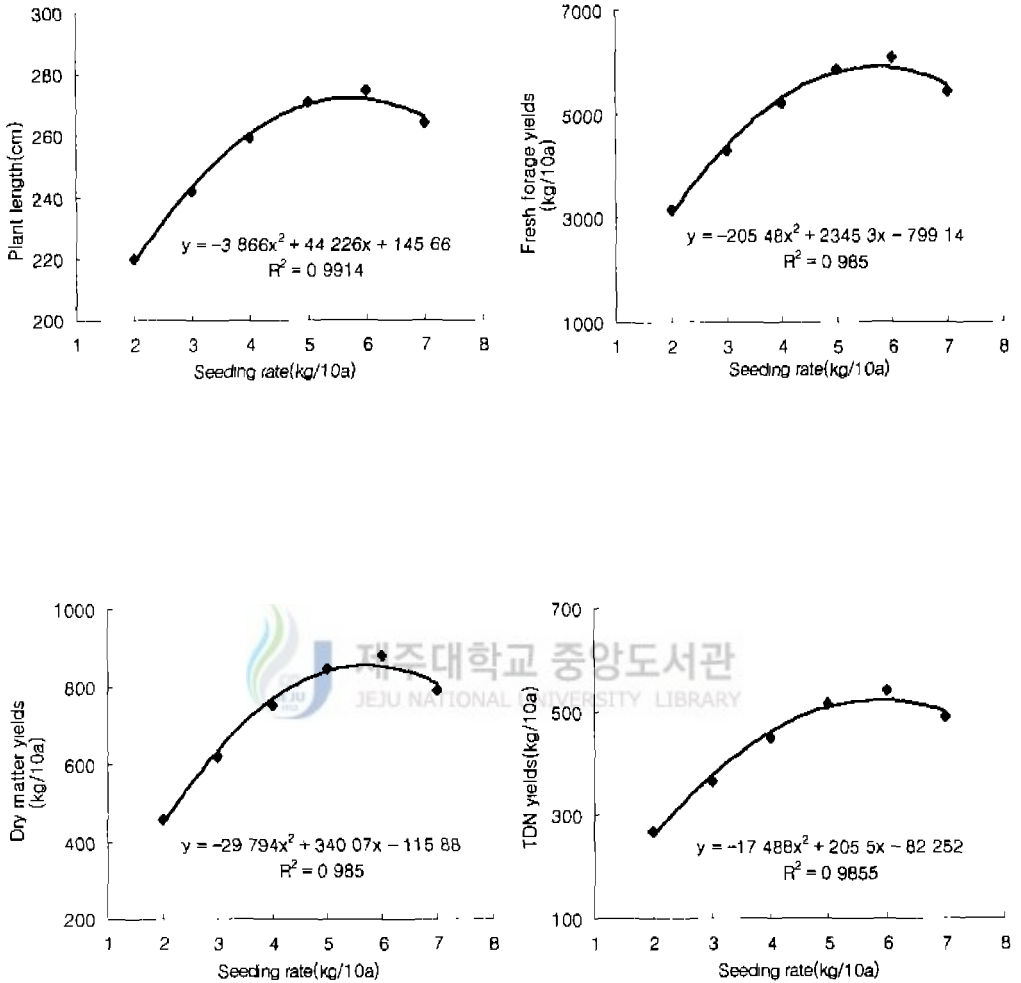 300
280
260
240
220
200
Plant length(cm)
y = -3 866x² + 44 226x + 145 66
R² = 0 9914
1 2 3 4 5 6 7 8
Seeding rate(kg/10a)
7000
5000
3000
1000
Fresh forage yields
(kg/10a)
y = -205 48x² + 2345 3x - 799 14
R² = 0 985
1 2 3 4 5 6 7 8
Seeding rate(kg/10a)
1000
800
600
400
200
Dry matter yields
(kg/10a)
y = -29 794x² + 340 07x - 115 88
R² = 0 985
1 2 3 4 5 6 7 8
Seeding rate(kg/10a)
700
500
300
100
TDN yields(kg/10a)
y = -17 488x² + 205 5x - 82 252
R² = 0 9855
1 2 3 4 5 6 7 8
Seeding rate(kg/10a)
제주대학교 중앙도서관
JEJU NATIONAL UNIVERSITY LIBRARY
JEJU